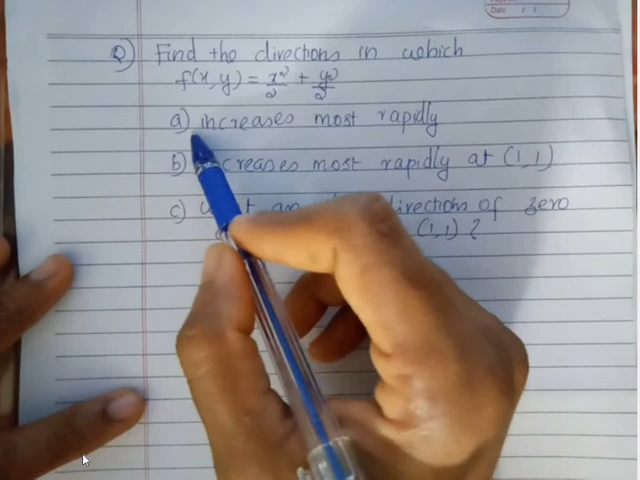 Q) Find the directions in which
f(x,y) = x²/2 + y²/2
a) increases most rapidly
b) creases most rapidly at (1,1)
c) directions of zero
(1,1) ?